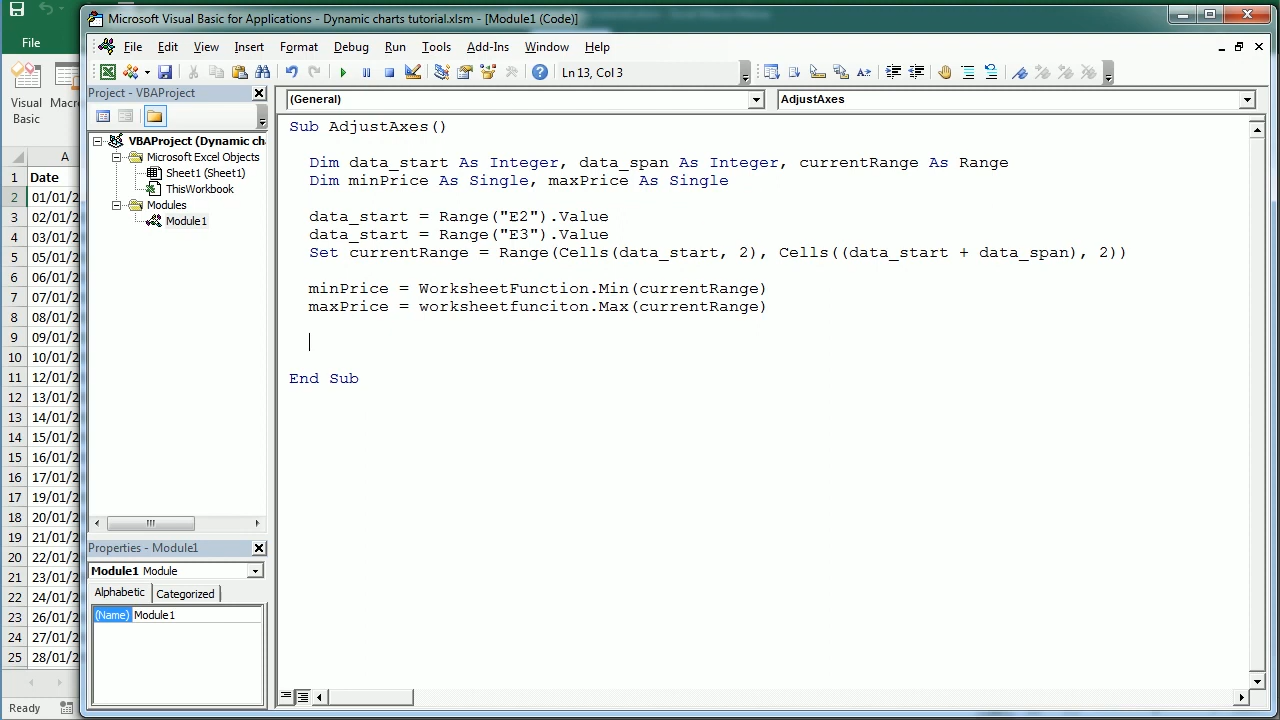 Microsoft Visual Basic for Applications - Dynamic charts tutorial.xlsm - [Module1 (Code)]
File
File Edit View Insert Format Debug Run Tools Add-Ins Window Help
Ln 13, Col 3
Visual
Basic
Macro
Project - VBAProject
VBAProject (Dynamic cha
Microsoft Excel Objects
Sheet1 (Sheet1)
ThisWorkbook
Modules
Module1
(General)
AdjustAxes
Sub AdjustAxes()
Dim data_start As Integer, data_span As Integer, currentRange As Range
Dim minPrice As Single, maxPrice As Single
data_start = Range("E2").Value
data_start = Range("E3").Value
Set currentRange = Range(Cells(data_start, 2), Cells((data_start + data_span), 2))
minPrice = WorksheetFunction.Min(currentRange)
maxPrice = worksheetfunciton.Max(currentRange)
End Sub
Properties - Module1
Module1 Module
Alphabetic Categorized
(Name) Module1
A
1 Date
2 01/01/2
3 02/01/2
4 03/01/2
5 05/01/2
6 06/01/2
7 07/01/2
8 08/01/2
9 09/01/2
10 10/01/2
11 12/01/2
12 13/01/2
13 14/01/2
14 15/01/2
15 16/01/2
16 17/01/2
17 19/01/2
18 20/01/2
19 21/01/2
20 22/01/2
21 23/01/2
22 24/01/2
23 26/01/2
24 27/01/2
25 28/01/2
Ready